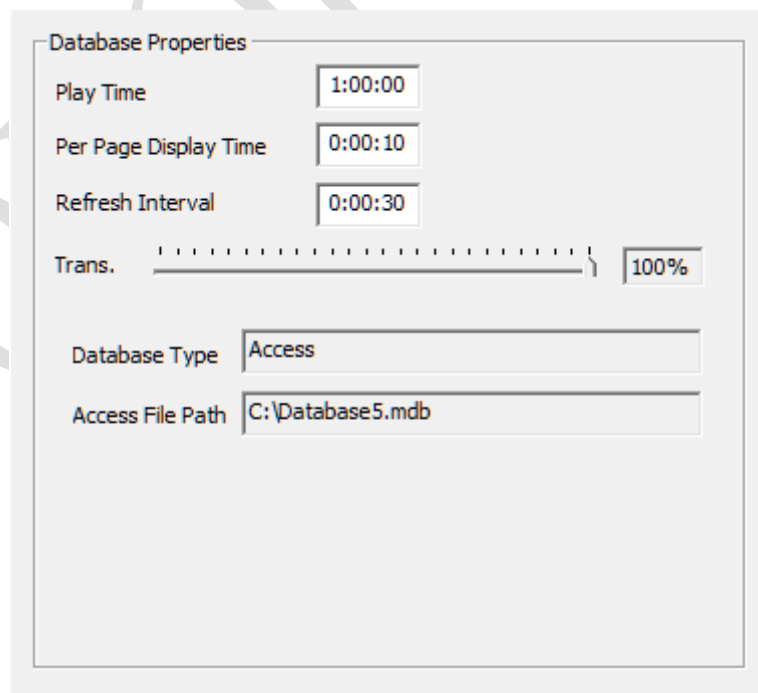 Database Properties
Play Time 1:00:00
Per Page Display Time 0:00:10
Refresh Interval 0:00:30
Trans. 100%
Database Type Access
Access File Path C:\Database5.mdb